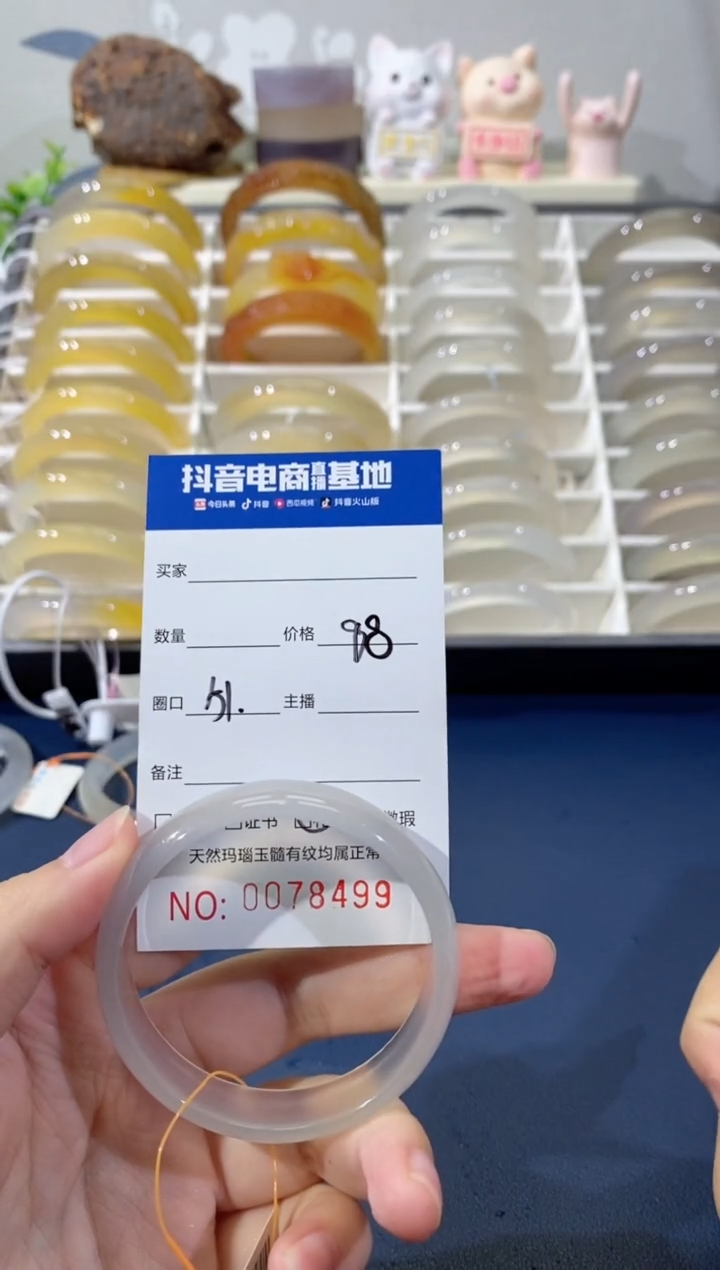 抖音电商直播基地
今日头条 抖音 西瓜视频 抖音火山版
买家
数量 价格 98
圈口 51. 主播
备注
证书 微瑕
天然玛瑙玉髓有纹均属正常
NO: 0078499